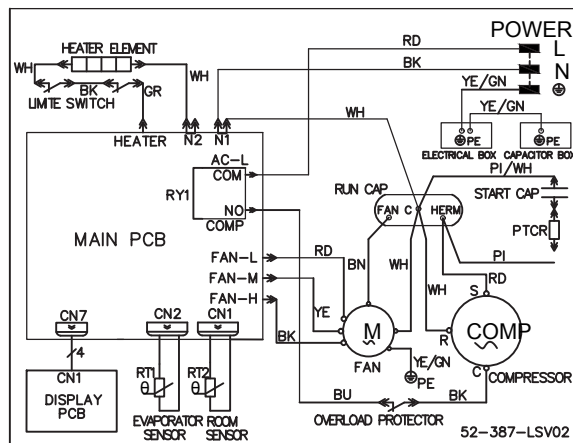 POWER
HEATER ELEMENT
RD
L
WH
WH
BK
N
BK
GR
YE/GN
LIMTE SWITCH
YE/GN
WH
HEATER
N2
N1
PE
PE
ELECTRICAL BOX
CAPACITOR BOX
AC-L
PI/WH
COM
RUN CAP
START CAP
RY1
NO
FAN
C
HERM
COMP
PTCR
MAIN PCB
FAN-L
RD
BN
WH
PI
FAN-M
RD
WH
S
FAN-H
YE
CN7
CN2
CN1
M
COMP
R
BK
YE/GN
4
FAN
PE
C
COMPRESSOR
CN1
RT1
θ
RT2
θ
DISPLAY
PCB
BU
BK
EVAPORATOR
SENSOR
ROOM
SENSOR
OVERLOAD PROTECTOR
52-387-LSV02